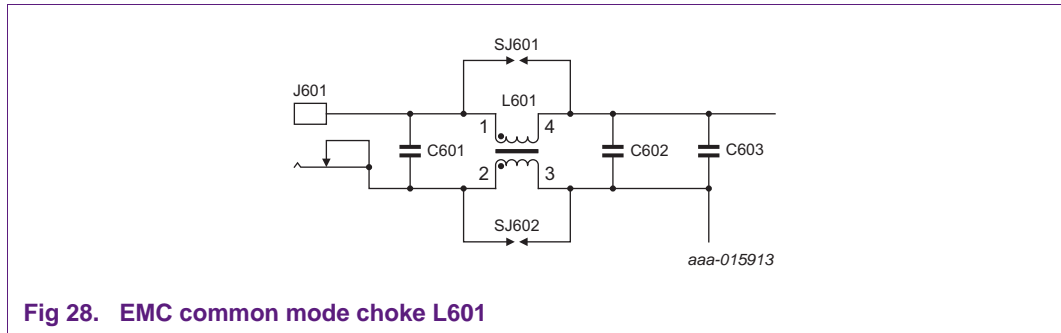 SJ601
J601
L601
1
4
C601
C602
C603
2
3
SJ602
aaa-015913
Fig 28. EMC common mode choke L601